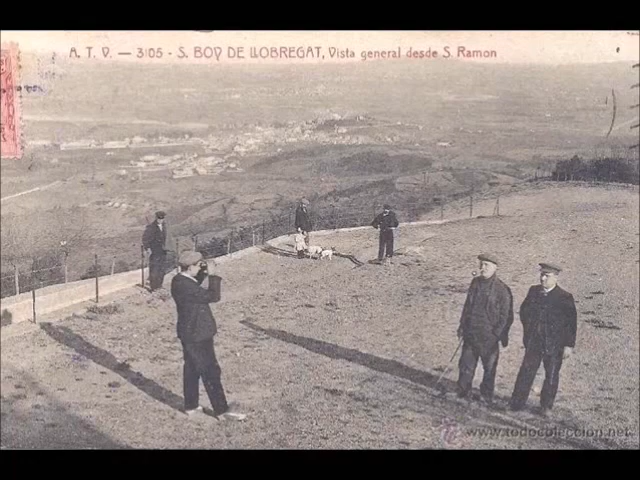 A. T. V. — 3105 - S. BOY DE LLOBREGAT, Vista general desde S. Ramon
www.todocoleccion.net